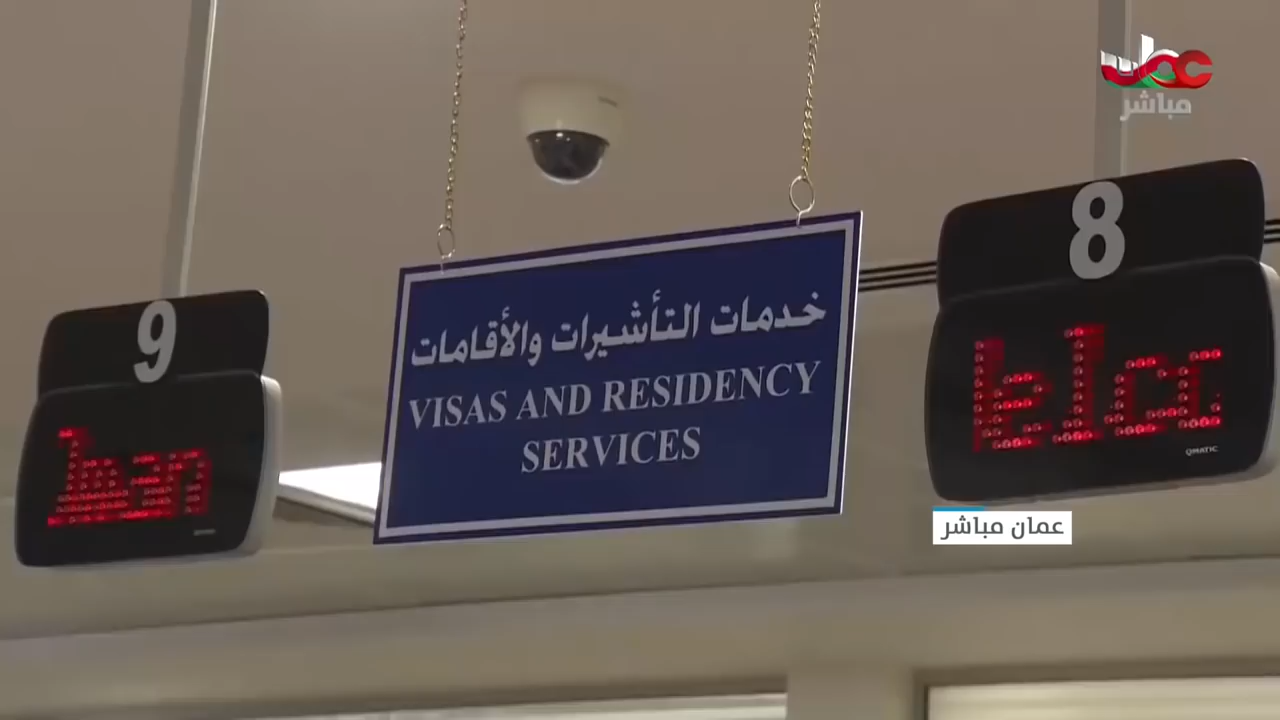 عمان
مباشر
8
9
خدمات التأشيرات والأقامات
VISAS AND RESIDENCY
SERVICES
QMATIC
عمان مباشر